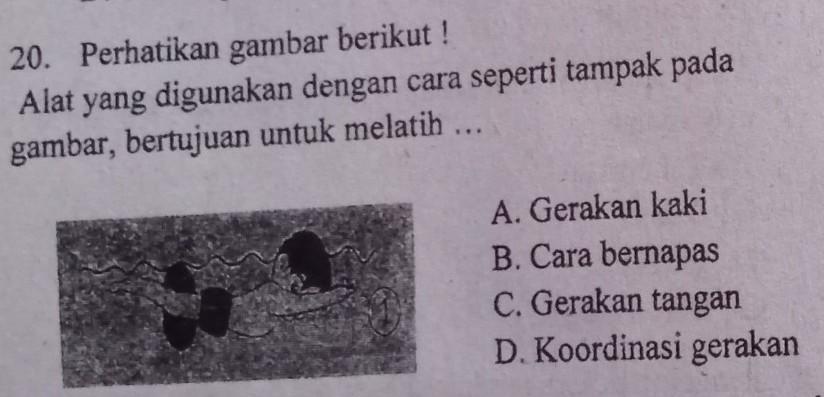 20. Perhatikan gambar berikut !
Alat yang digunakan dengan cara seperti tampak pada
gambar, bertujuan untuk melatih ...
A. Gerakan kaki
B. Cara bernapas
1
C. Gerakan tangan
D. Koordinasi gerakan